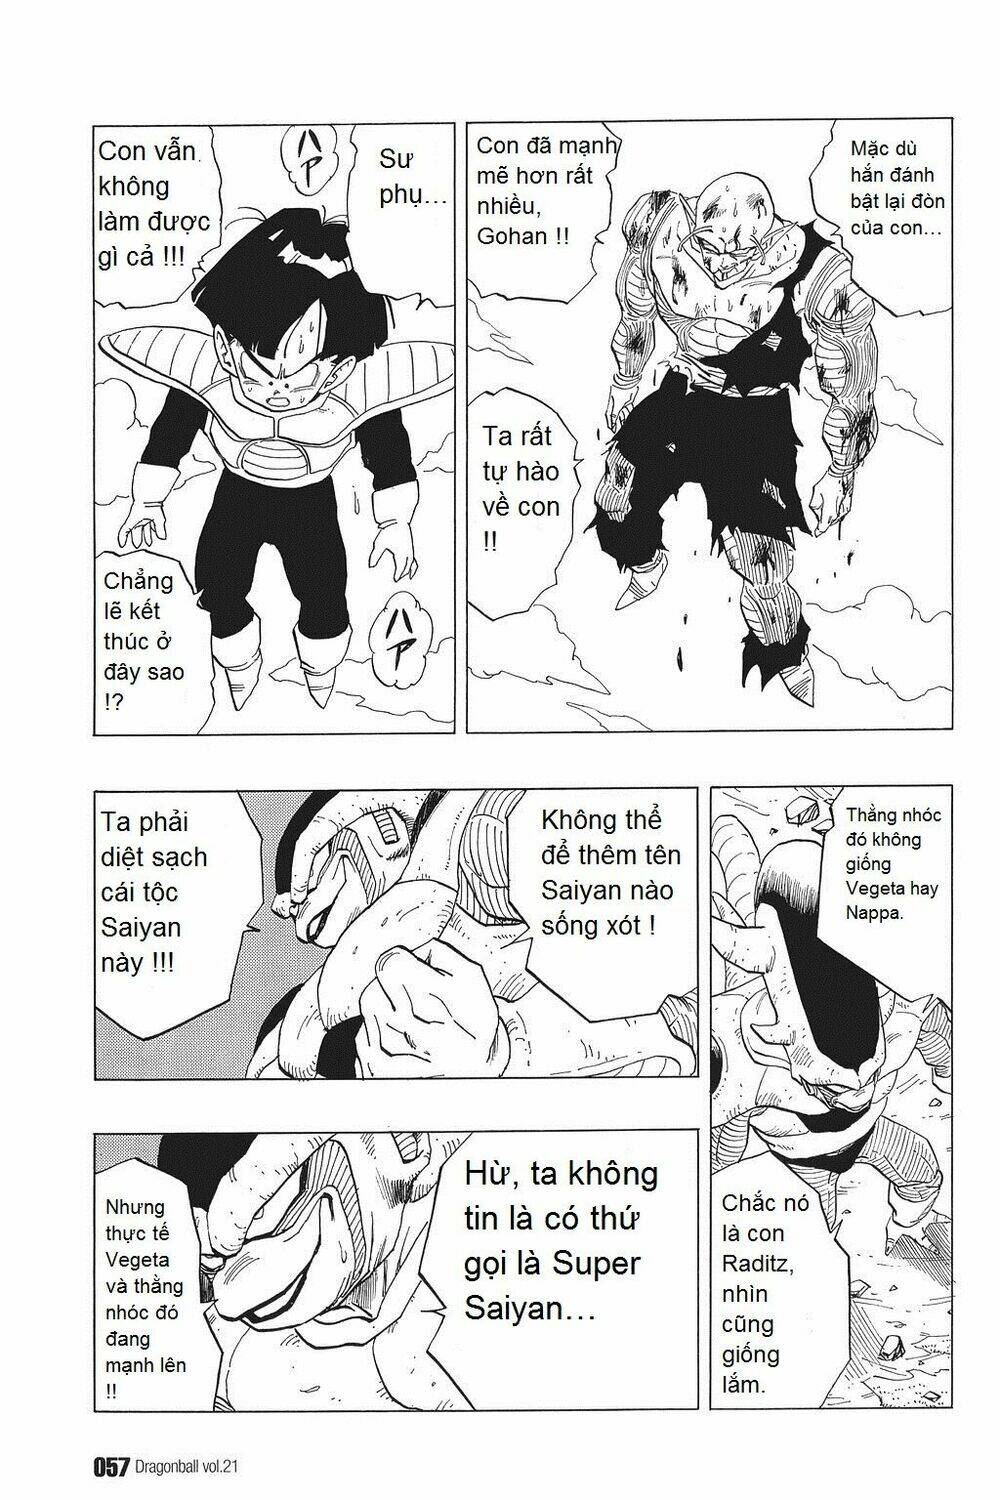 Mặc dù
hắn đánh
bật lại đòn
của con...
Con đã mạnh
mẽ hơn rất
nhiều,
Gohan !!
Ta rất
tự hào
về con
!!
Sư
phụ...
Con vẫn
không
làm được
gì cả !!!
ハア
Chẳng
lẽ kết
thúc ở
đây sao
!?
ハア
Thằng nhóc
đó không
giống
Vegeta hay
Nappa.
Chắc nó
là con
Raditz,
nhìn
cũng
giống
lắm.
Không thể
để thêm tên
Saiyan nào
sống xót !
Ta phải
diệt sạch
cái tộc
Saiyan
này !!!
Hừ, ta không
tin là có thứ
gọi là Super
Saiyan...
Nhưng
thực tế
Vegeta
và thằng
nhóc đó
đang
mạnh lên
!!
057 Dragonball vol.21